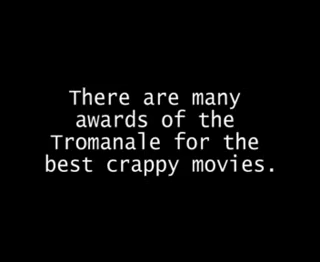 There are many
awards of the
Tromanale for the
best crappy movies.